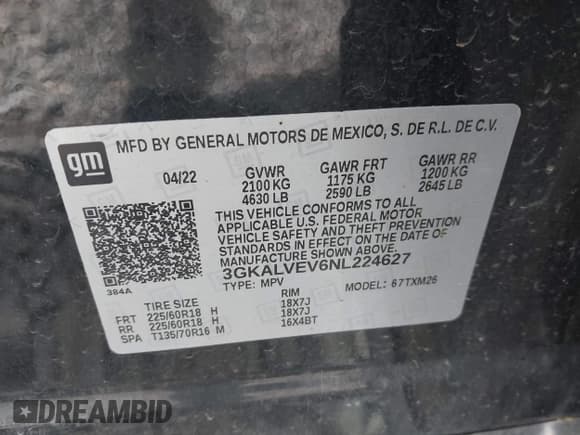 gm
MFD BY GENERAL MOTORS DE MEXICO, S. DE R.L. DE C.V.
04/22 GVWR GAWR FRT GAWR RR
2100 KG 1175 KG 1200 KG
4630 LB 2590 LB 2645 LB
THIS VEHICLE CONFORMS TO ALL
APPLICABLE U.S. FEDERAL MOTOR
VEHICLE SAFETY AND THEFT PREVENTION
STANDARDS IN EFFECT ON THE DATE OF
MANUFACTURE SHOWN ABOVE.
3GKALVEV6NL224627
TYPE: MPV MODEL: 67TXM26
384A
TIRE SIZE RIM
FRT 225/60R18 H 18X7J
RR 225/60R18 H 18X7J
SPA T135/70R16 M 16X4BT
DREAMBID